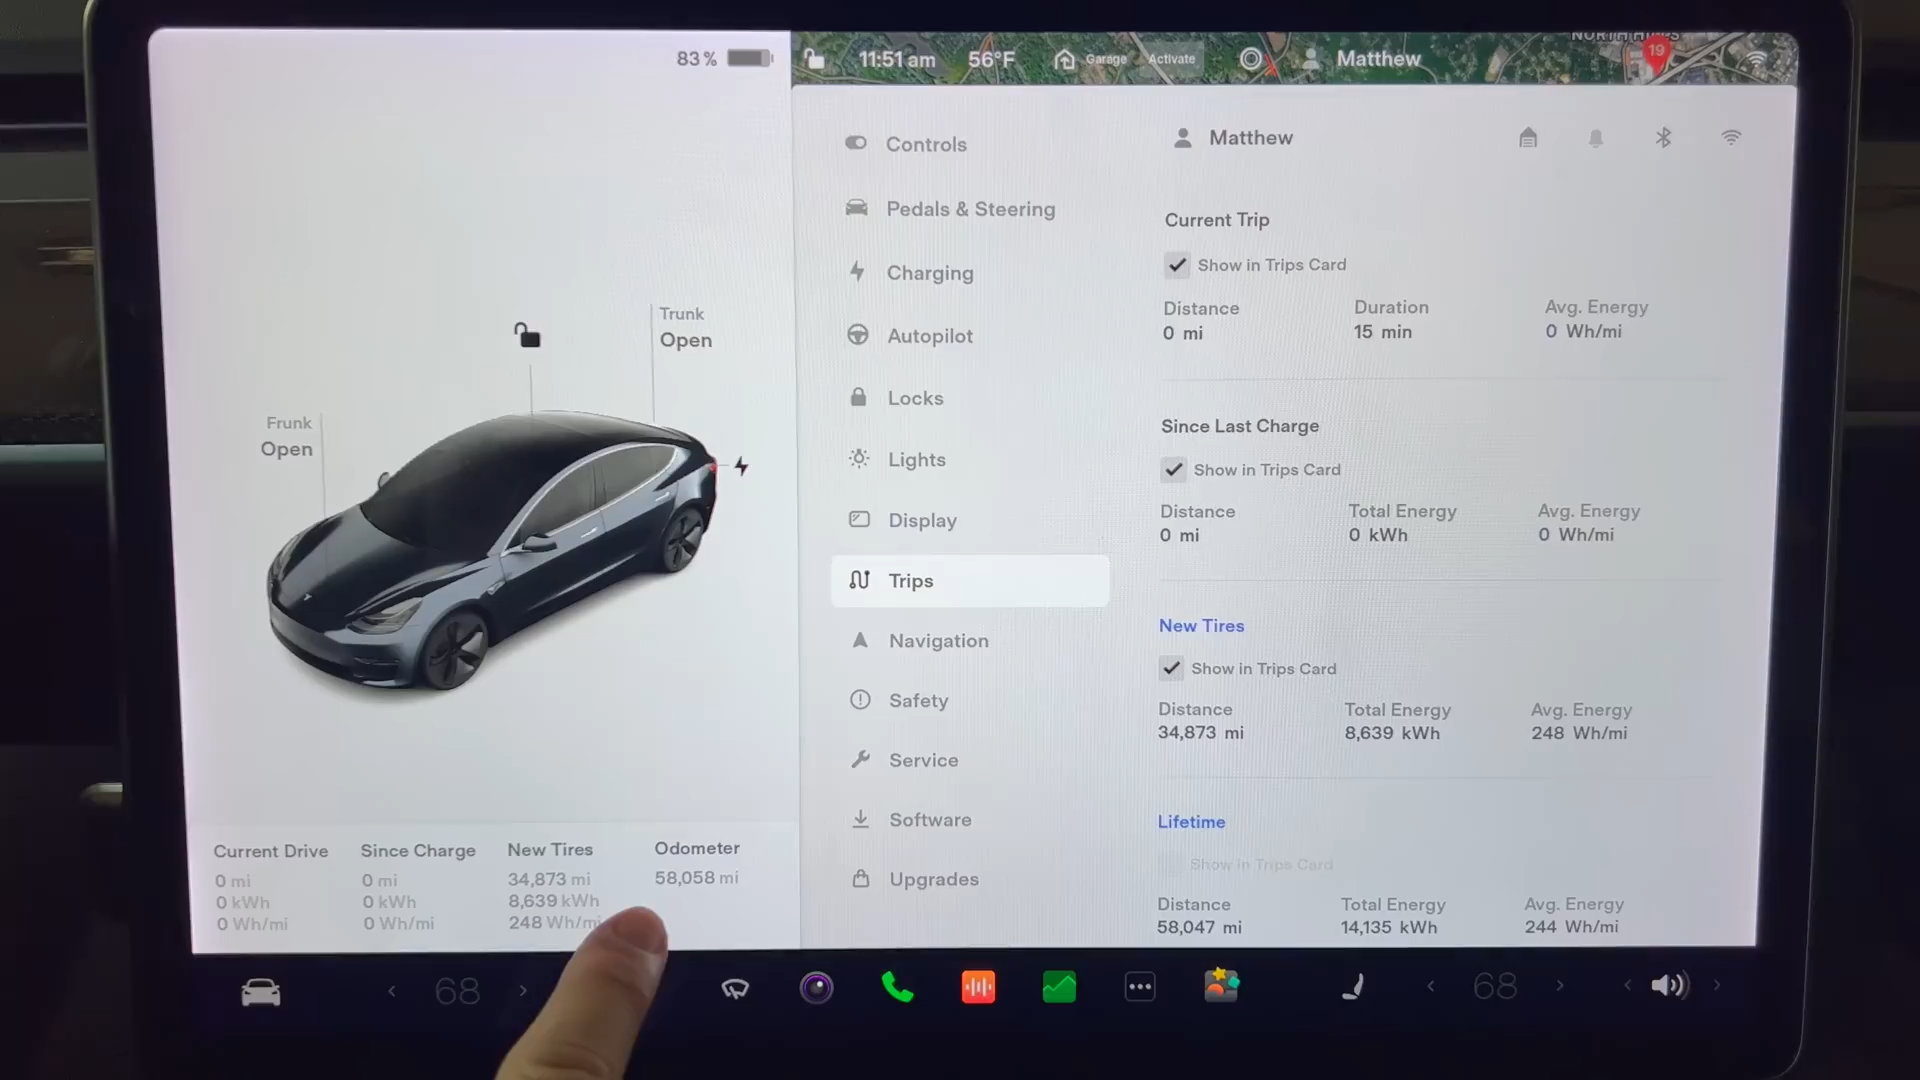 83 %
11:51 am
56°F
Garage
Activate
Matthew
19
Trunk
Open
Frunk
Open
Current Drive
0 mi
0 kWh
0 Wh/mi
Since Charge
0 mi
0 kWh
0 Wh/mi
New Tires
34,873 mi
8,639 kWh
248 Wh/mi
Odometer
58,058 mi
Controls
Pedals & Steering
Charging
Autopilot
Locks
Lights
Display
Trips
Navigation
Safety
Service
Software
Upgrades
Matthew
Current Trip
Show in Trips Card
Distance Duration Avg. Energy
0 mi 15 min 0 Wh/mi
Since Last Charge
Show in Trips Card
Distance Total Energy Avg. Energy
0 mi 0 kWh 0 Wh/mi
New Tires
Show in Trips Card
Distance Total Energy Avg. Energy
34,873 mi 8,639 kWh 248 Wh/mi
Lifetime
Show in Trips Card
Distance Total Energy Avg. Energy
58,047 mi 14,135 kWh 244 Wh/mi
68
68